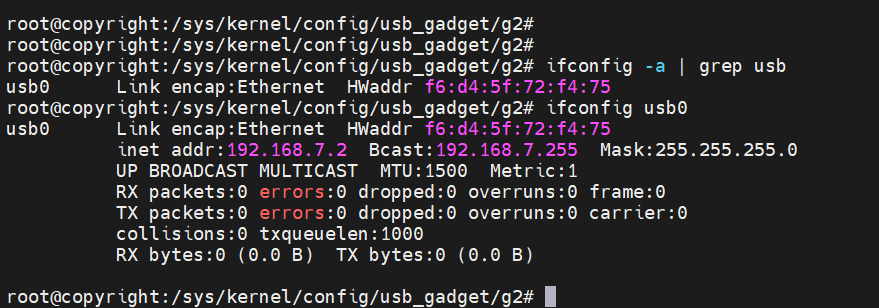 root@copyright:/sys/kernel/config/usb_gadget/g2#
root@copyright:/sys/kernel/config/usb_gadget/g2#
root@copyright:/sys/kernel/config/usb_gadget/g2# ifconfig -a | grep usb
usb0      Link encap:Ethernet  HWaddr f6:d4:5f:72:f4:75
root@copyright:/sys/kernel/config/usb_gadget/g2# ifconfig usb0
usb0      Link encap:Ethernet  HWaddr f6:d4:5f:72:f4:75
          inet addr:192.168.7.2  Bcast:192.168.7.255  Mask:255.255.255.0
          UP BROADCAST MULTICAST  MTU:1500  Metric:1
          RX packets:0 errors:0 dropped:0 overruns:0 frame:0
          TX packets:0 errors:0 dropped:0 overruns:0 carrier:0
          collisions:0 txqueuelen:1000
          RX bytes:0 (0.0 B)  TX bytes:0 (0.0 B)
root@copyright:/sys/kernel/config/usb_gadget/g2#